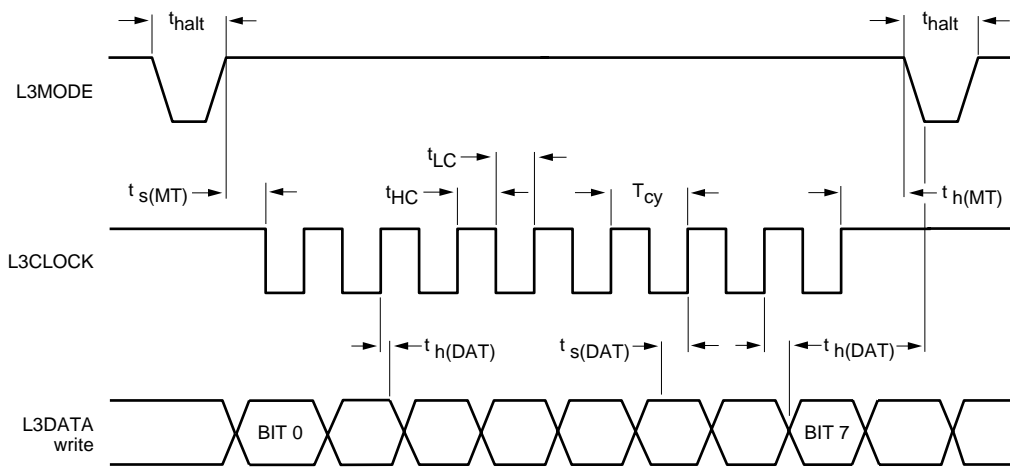 thalt
thalt
L3MODE
tLC
ts(MT)
tHC
Tcy
th(MT)
L3CLOCK
th(DAT)
ts(DAT)
th(DAT)
L3DATA
write
BIT 0
BIT 7